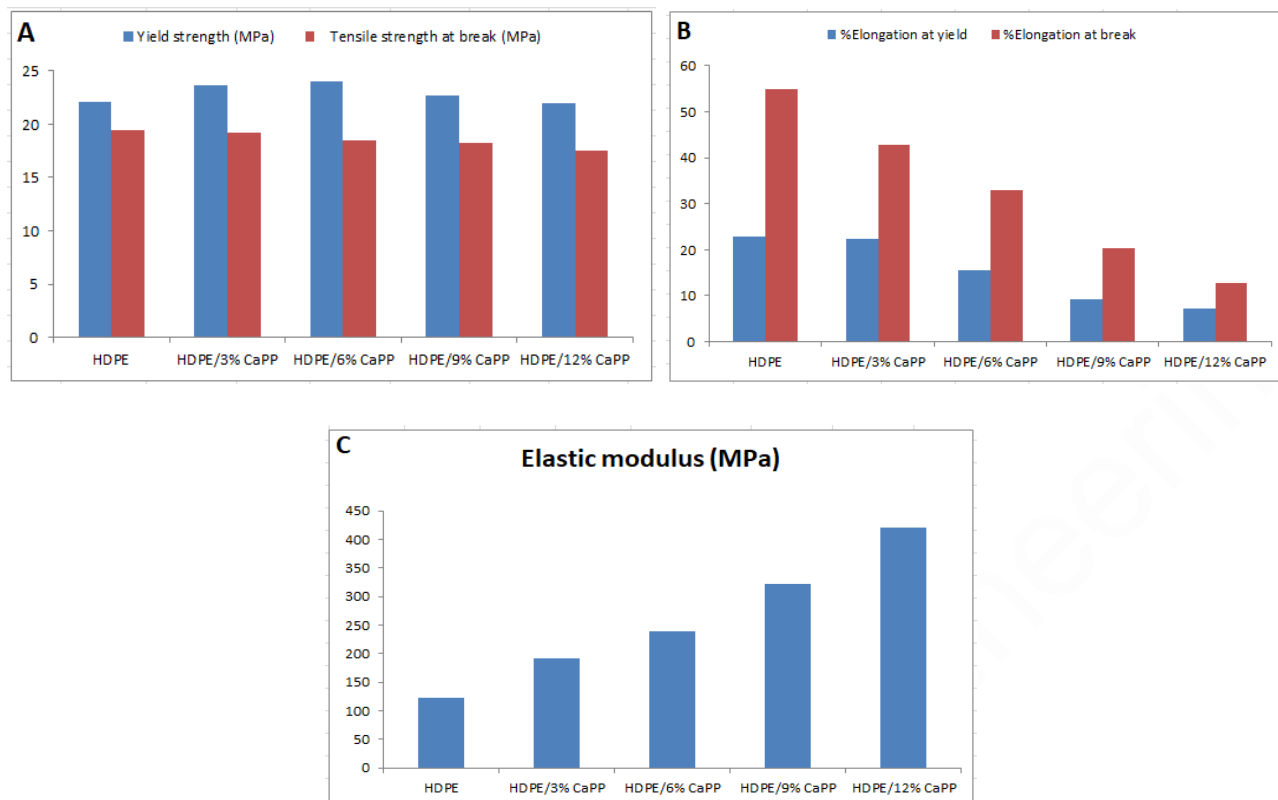 A
Yield strength (MPa) Tensile strength at break (MPa)
25
20
15
10
5
0
HDPE HDPE/3% CaPP HDPE/6% CaPP HDPE/9% CaPP HDPE/12% CaPP
B
%Elongation at yield %Elongation at break
60
50
40
30
20
10
0
HDPE HDPE/3% CaPP HDPE/6% CaPP HDPE/9% CaPP HDPE/12% CaPP
C
Elastic modulus (MPa)
450
400
350
300
250
200
150
100
50
0
HDPE HDPE/3% CaPP HDPE/6% CaPP HDPE/9% CaPP HDPE/12% CaPP